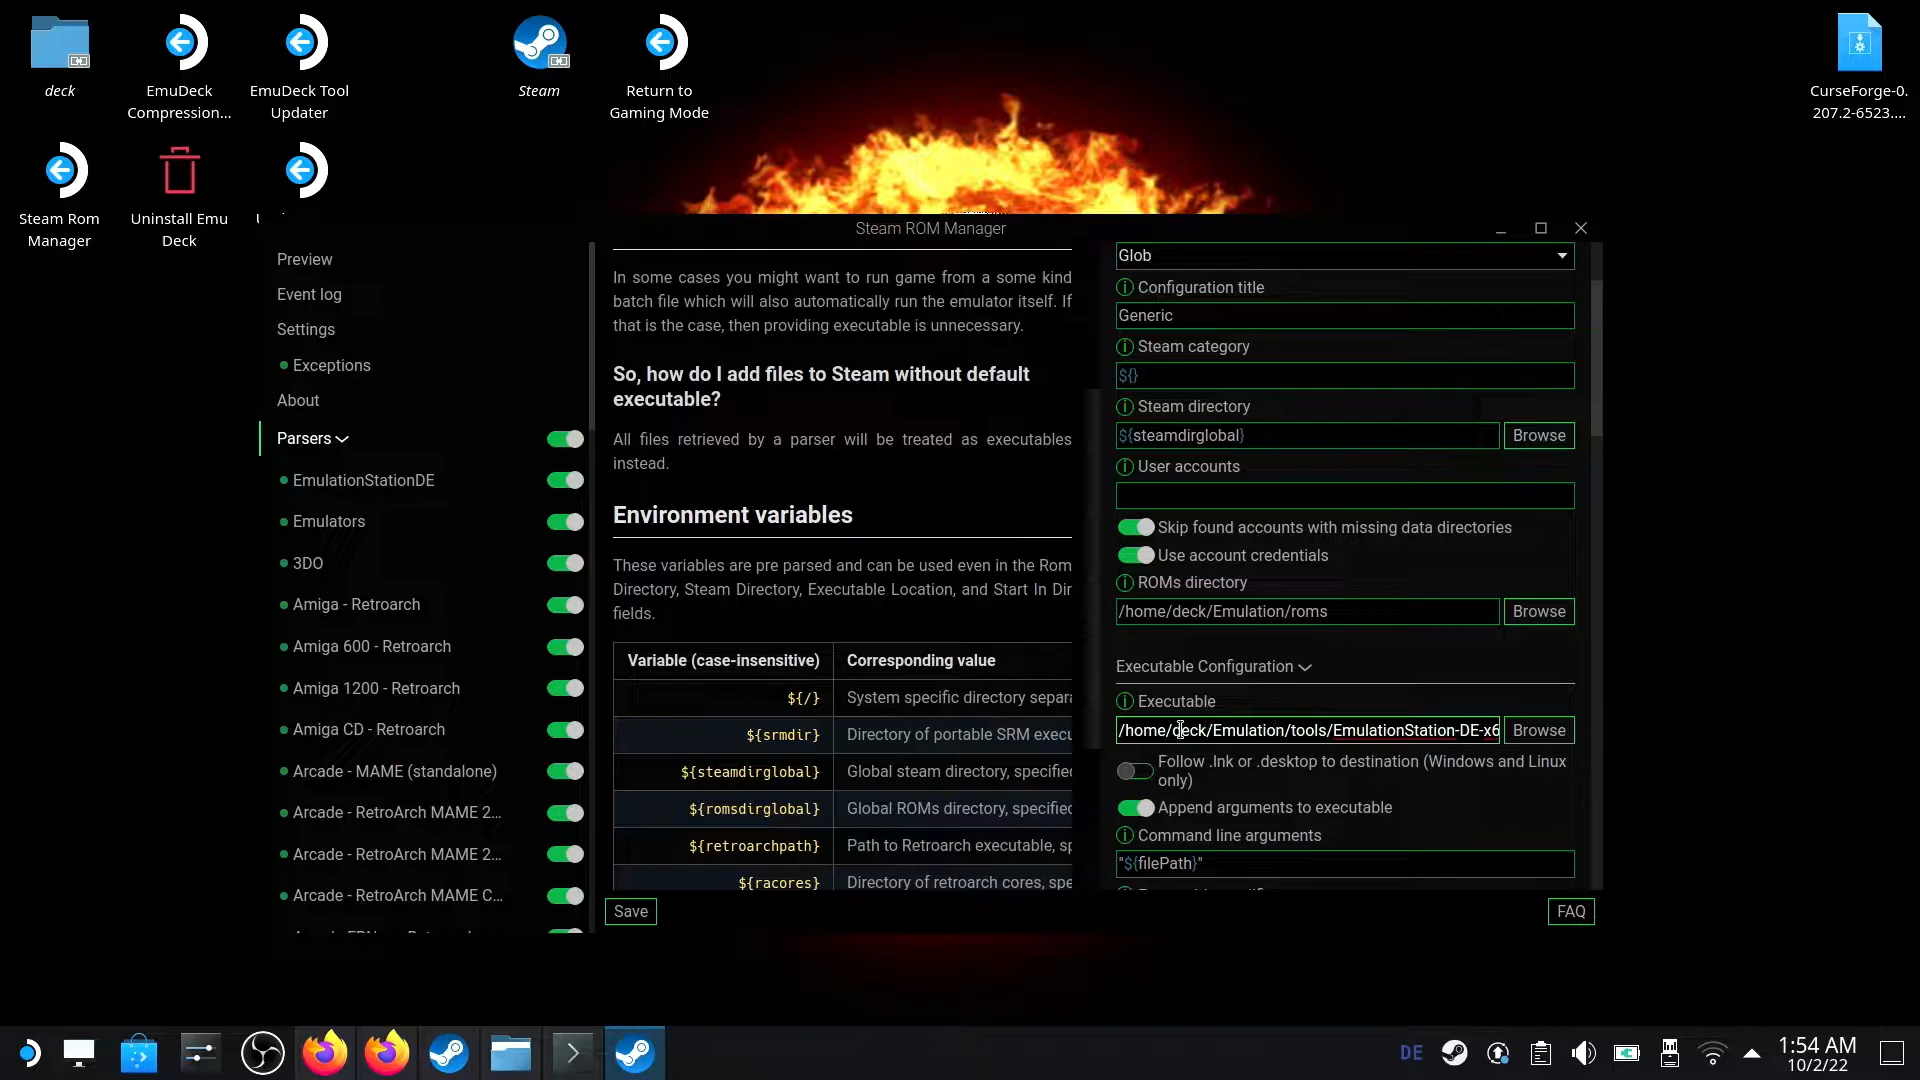 deck
EmuDeck
Compression...
EmuDeck Tool
Updater
Steam
Return to
Gaming Mode
CurseForge-0.
207.2-6523....
Steam Rom
Manager
Uninstall Emu
Deck
Steam ROM Manager
Preview
Event log
Settings
Exceptions
About
Parsers
EmulationStationDE
Emulators
3DO
Amiga - Retroarch
Amiga 600 - Retroarch
Amiga 1200 - Retroarch
Amiga CD - Retroarch
Arcade - MAME (standalone)
Arcade - RetroArch MAME 2...
Arcade - RetroArch MAME 2...
Arcade - RetroArch MAME C...
In some cases you might want to run game from a some kind
batch file which will also automatically run the emulator itself. If
that is the case, then providing executable is unnecessary.
So, how do I add files to Steam without default
executable?
All files retrieved by a parser will be treated as executables
instead.
Environment variables
These variables are pre parsed and can be used even in the Rom
Directory, Steam Directory, Executable Location, and Start In Dir
fields.
Variable (case-insensitive) Corresponding value
${/} System specific directory separa
${srmdir} Directory of portable SRM execu
${steamdirglobal} Global steam directory, specified
${romsdirglobal} Global ROMs directory, specified
${retroarchpath} Path to Retroarch executable, sp
${racores} Directory of retroarch cores, spe
Save
Glob
Configuration title
Generic
Steam category
${}
Steam directory
${steamdirglobal} Browse
User accounts
Skip found accounts with missing data directories
Use account credentials
ROMs directory
/home/deck/Emulation/roms Browse
Executable Configuration
Executable
/home/deck/Emulation/tools/EmulationStation-DE-x6 Browse
Follow .lnk or .desktop to destination (Windows and Linux
only)
Append arguments to executable
Command line arguments
"${filePath}"
FAQ
DE
1:54 AM
10/2/22